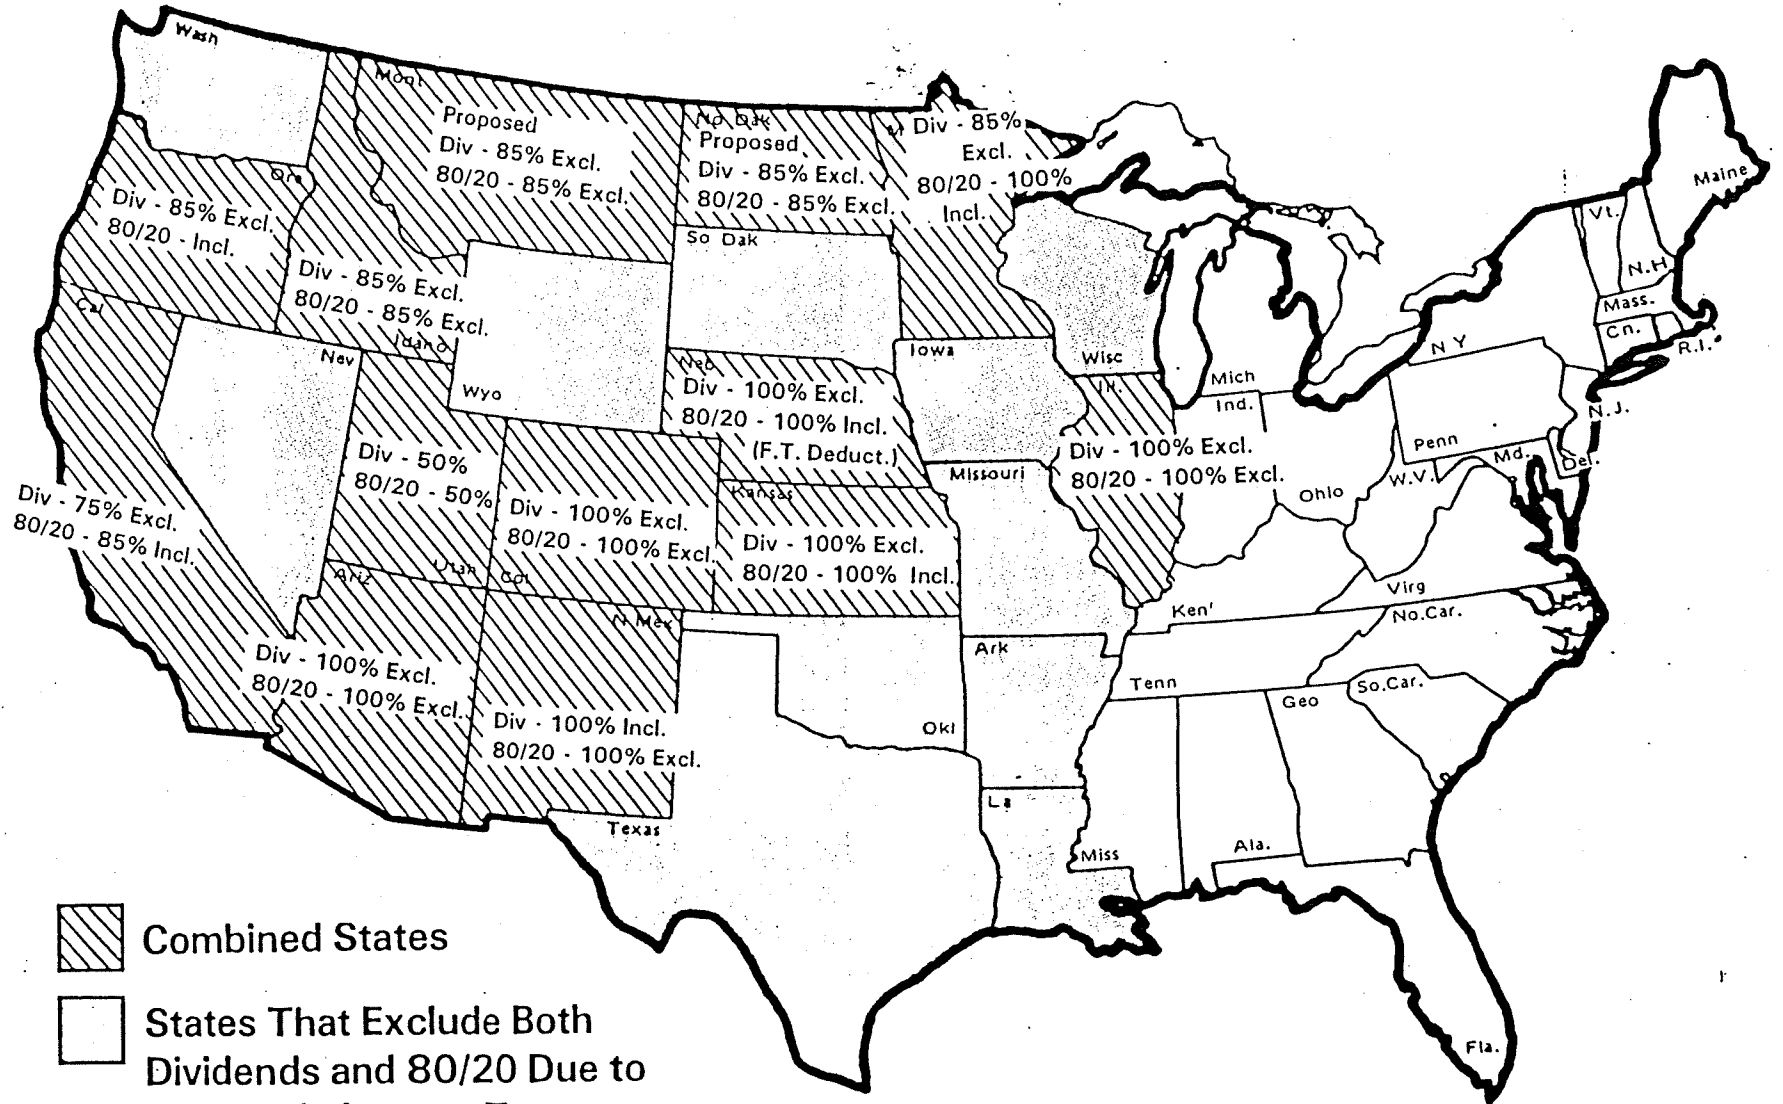 Wash
Mont
Proposed
Div - 85% Excl.
80/20 - 85% Excl.
No Dak
Proposed
Div - 85% Excl.
80/20 - 85% Excl.
Div - 85%
Excl.
80/20 - 100%
Incl.
Ore
Div - 85% Excl.
80/20 - Incl.
Div - 85% Excl.
80/20 - 85% Excl.
Idaho
So Dak
Wyo
Nev
Cal
Div - 75% Excl.
80/20 - 85% Incl.
Neb
Div - 100% Excl.
80/20 - 100% Incl.
(F.T. Deduct.)
Iowa
Wisc
Ill.
Div - 100% Excl.
80/20 - 100% Excl.
Mich
Ind.
Ohio
N Y
Penn
Vt.
N.H
Maine
Mass.
Cn.
R.I.
N.J.
Md.
Del.
W.V.
Virg
Ken'
No.Car.
Tenn
So.Car.
Geo
Ala.
Miss
Fla.
Missouri
Kansas
Div - 100% Excl.
80/20 - 100% Incl.
Div - 50%
80/20 - 50%
Utah
Div - 100% Excl.
80/20 - 100% Excl.
Col
Ariz
Div - 100% Excl.
80/20 - 100% Excl.
N Mex
Div - 100% Incl.
80/20 - 100% Excl.
Okl
Ark
La
Texas
Combined States
States That Exclude Both
Dividends and 80/20 Due to